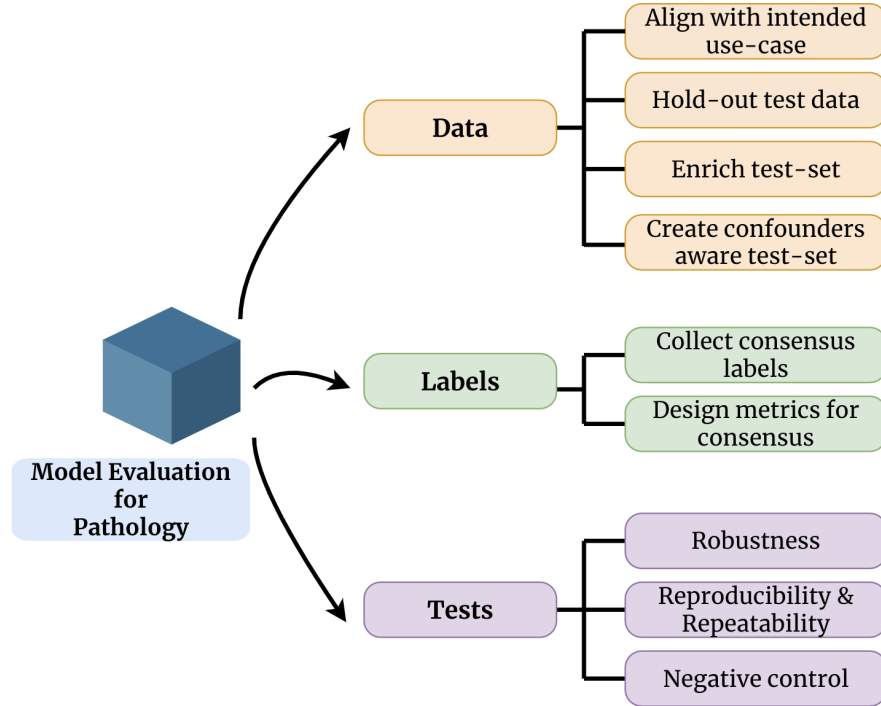 Model Evaluation
for
Pathology
Data
Align with intended
use-case
Hold-out test data
Enrich test-set
Create confounders
aware test-set
Labels
Collect consensus
labels
Design metrics for
consensus
Tests
Robustness
Reproducibility &
Repeatability
Negative control